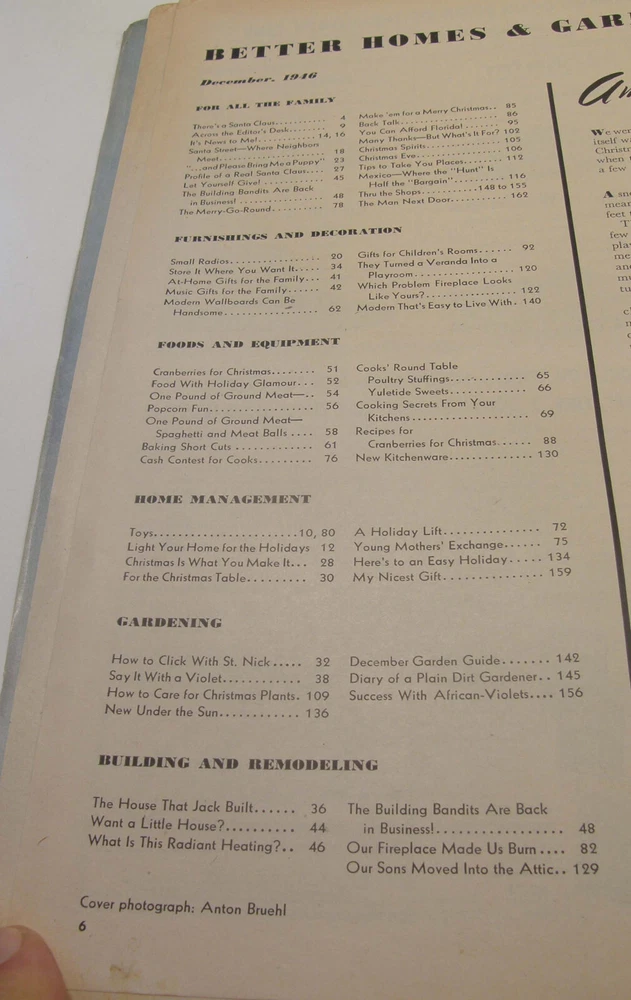 BETTER HOMES & GAR
December, 1946
FOR ALL THE FAMILY
There's a Santa Claus............ 4
Across the Editor's Desk........ 9
It's News to Me!............ 14, 16
Santa Street—Where Neighbors
Meet.................... 18
"...and Please Bring Me a Puppy" 23
Profile of a Real Santa Claus.... 27
Let Yourself Give!............ 45
The Building Bandits Are Back
in Business!................ 48
The Merry-Go-Round.......... 78
Make 'em for a Merry Christmas.. 85
Back Talk.................... 86
You Can Afford Florida!....... 95
Many Thanks—But What's It For? 102
Christmas Spirits.............. 105
Christmas Eve................ 106
Tips to Take You Places........ 112
Mexico—Where the "Hunt" Is
Half the "Bargain".......... 116
Thru the Shops.......... 148 to 155
The Man Next Door.......... 162
FURNISHINGS AND DECORATION
Small Radios............... 20
Store It Where You Want It..... 34
At-Home Gifts for the Family... 41
Music Gifts for the Family...... 42
Modern Wallboards Can Be
Handsome................. 62
Gifts for Children's Rooms...... 92
They Turned a Veranda Into a
Playroom................. 120
Which Problem Fireplace Looks
Like Yours?............... 122
Modern That's Easy to Live With. 140
FOODS AND EQUIPMENT
Cranberries for Christmas........ 51
Food With Holiday Glamour... 52
One Pound of Ground Meat—.. 54
Popcorn Fun................. 56
One Pound of Ground Meat—
Spaghetti and Meat Balls .... 58
Baking Short Cuts ............. 61
Cash Contest for Cooks......... 76
Cooks' Round Table
Poultry Stuffings............ 65
Yuletide Sweets............ 66
Cooking Secrets From Your
Kitchens.................. 69
Recipes for
Cranberries for Christmas...... 88
New Kitchenware............. 130
HOME MANAGEMENT
Toys.......................10, 80
Light Your Home for the Holidays 12
Christmas Is What You Make It... 28
For the Christmas Table......... 30
A Holiday Lift............... 72
Young Mothers' Exchange...... 75
Here's to an Easy Holiday..... 134
My Nicest Gift............... 159
GARDENING
How to Click With St. Nick..... 32
Say It With a Violet............ 38
How to Care for Christmas Plants. 109
New Under the Sun............ 136
December Garden Guide....... 142
Diary of a Plain Dirt Gardener.. 145
Success With African-Violets.... 156
BUILDING AND REMODELING
The House That Jack Built...... 36
Want a Little House?.......... 44
What Is This Radiant Heating?.. 46
The Building Bandits Are Back
in Business!................. 48
Our Fireplace Made Us Burn.... 82
Our Sons Moved Into the Attic.. 129
Cover photograph: Anton Bruehl
6